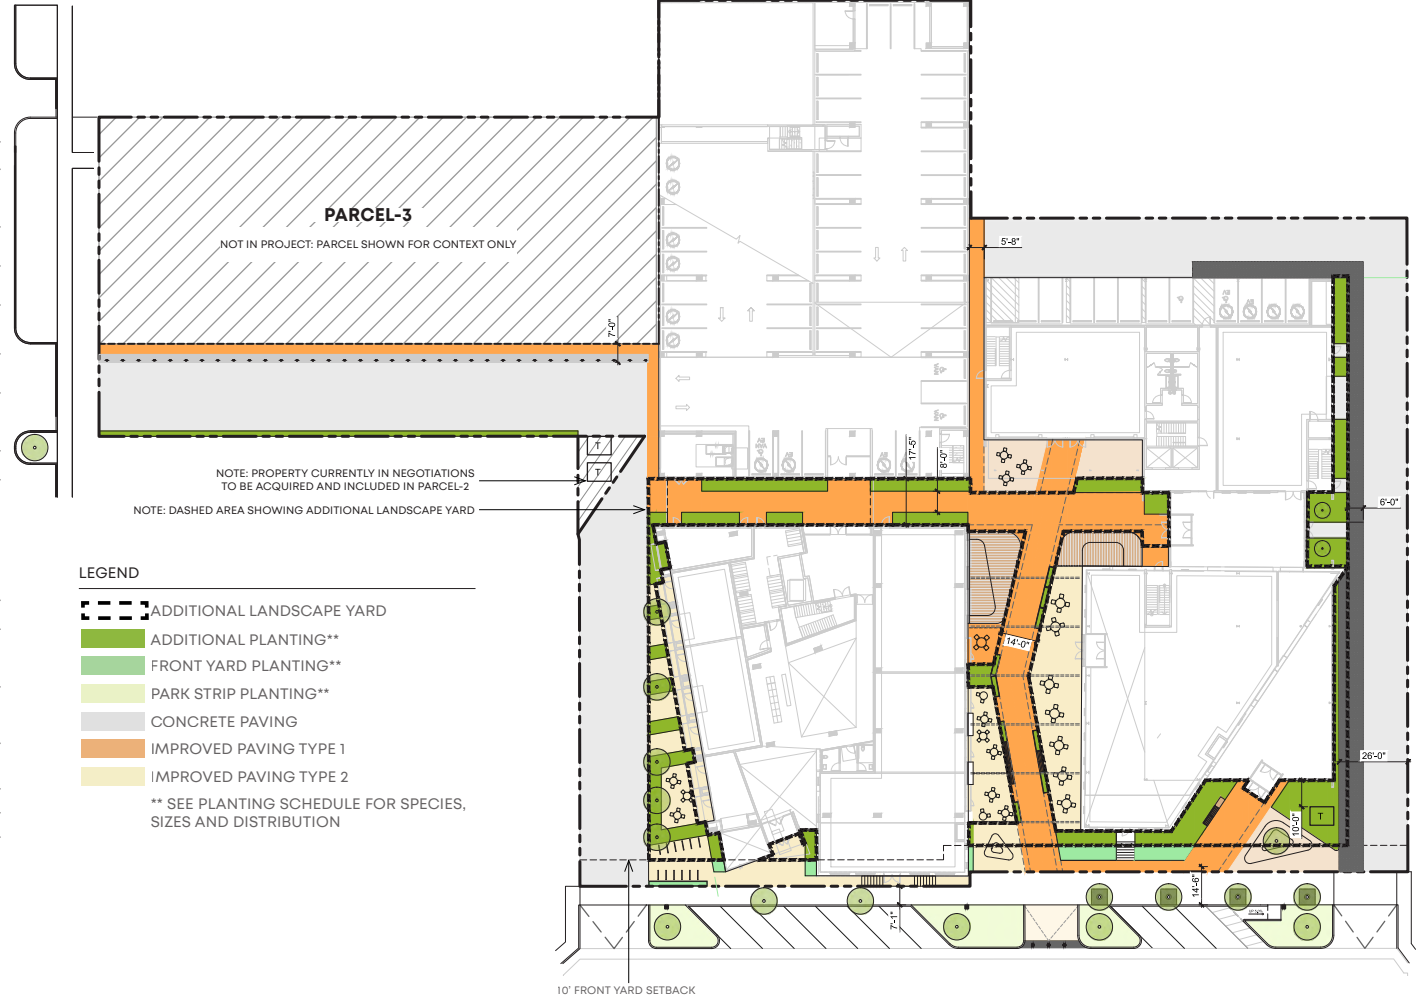 PARCEL-3
NOT IN PROJECT: PARCEL SHOWN FOR CONTEXT ONLY
5'-8"
7'-0"
17'-5"
8'-0"
6'-0"
NOTE: PROPERTY CURRENTLY IN NEGOTIATIONS
TO BE ACQUIRED AND INCLUDED IN PARCEL-2
NOTE: DASHED AREA SHOWING ADDITIONAL LANDSCAPE YARD
T
T
LEGEND
ADDITIONAL LANDSCAPE YARD
ADDITIONAL PLANTING**
FRONT YARD PLANTING**
PARK STRIP PLANTING**
CONCRETE PAVING
IMPROVED PAVING TYPE 1
IMPROVED PAVING TYPE 2
** SEE PLANTING SCHEDULE FOR SPECIES,
SIZES AND DISTRIBUTION
14'-0"
26'-0"
10'-0"
T
14'-6"
7'-1"
10' FRONT YARD SETBACK